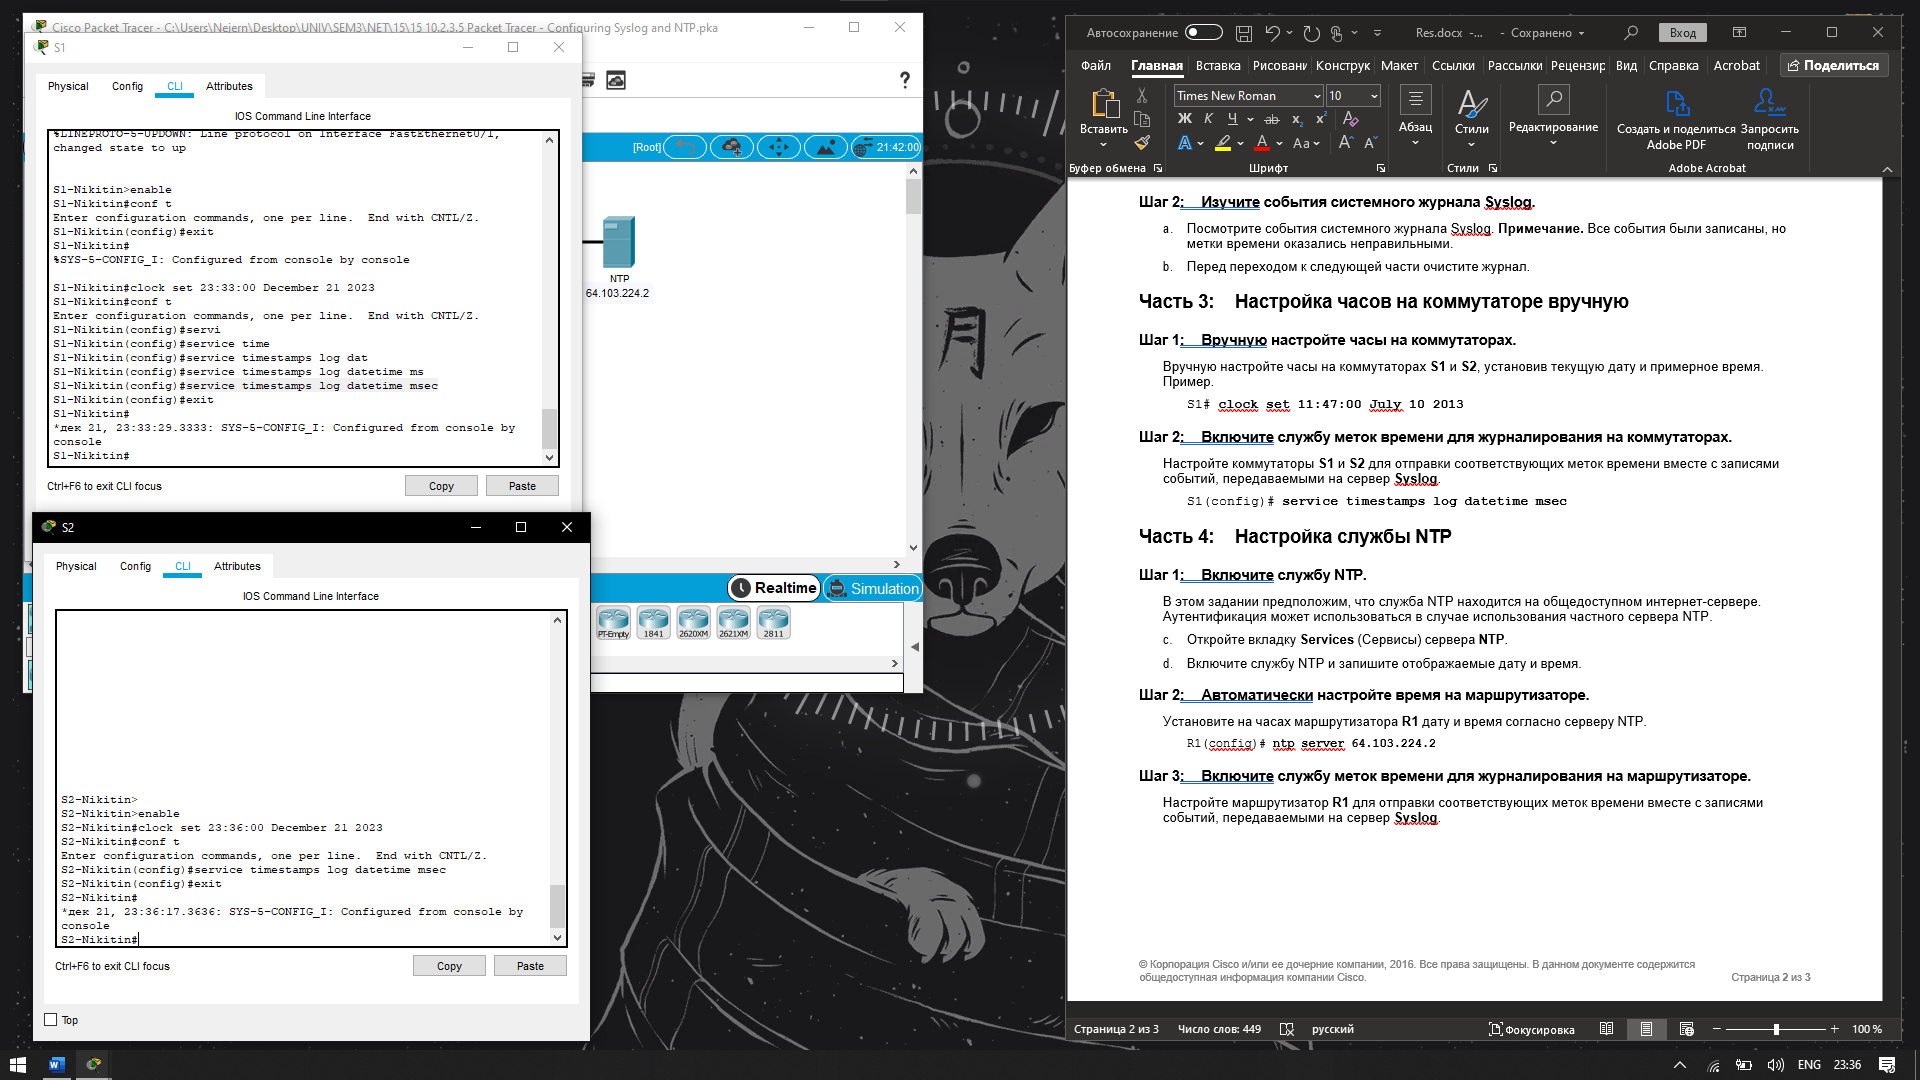 Cisco Packet Tracer - C:\Users\Nejern\Desktop\UNIV\SEM3\NET\15\15 10.2.3.5 Packet Tracer - Configuring Syslog and NTP.pka
S1
Physical Config CLI Attributes
IOS Command Line Interface
%LINEPROTO-5-UPDOWN: Line protocol on Interface FastEthernet0/1,
changed state to up
S1-Nikitin>enable
S1-Nikitin#conf t
Enter configuration commands, one per line.  End with CNTL/Z.
S1-Nikitin(config)#exit
S1-Nikitin#
%SYS-5-CONFIG_I: Configured from console by console
S1-Nikitin#clock set 23:33:00 December 21 2023
S1-Nikitin#conf t
Enter configuration commands, one per line.  End with CNTL/Z.
S1-Nikitin(config)#servi
S1-Nikitin(config)#service time
S1-Nikitin(config)#service timestamps log dat
S1-Nikitin(config)#service timestamps log datetime ms
S1-Nikitin(config)#service timestamps log datetime msec
S1-Nikitin(config)#exit
S1-Nikitin#
*дек 21, 23:33:29.3333: SYS-5-CONFIG_I: Configured from console by
console
S1-Nikitin#
Ctrl+F6 to exit CLI focus
Copy Paste
?
[Root]
21:42:00
NTP
64.103.224.2
月
Realtime Simulation
PT-Empty 1841 2620XM 2621XM 2811
S2
Physical Config CLI Attributes
IOS Command Line Interface
S2-Nikitin>
S2-Nikitin>enable
S2-Nikitin#clock set 23:36:00 December 21 2023
S2-Nikitin#conf t
Enter configuration commands, one per line.  End with CNTL/Z.
S2-Nikitin(config)#service timestamps log datetime msec
S2-Nikitin(config)#exit
S2-Nikitin#
*дек 21, 23:36:17.3636: SYS-5-CONFIG_I: Configured from console by
console
S2-Nikitin#
Ctrl+F6 to exit CLI focus
Copy Paste
Top
Автосохранение Res.docx -... - Сохранено Вход
Файл Главная Вставка Рисовани Конструк Макет Ссылки Рассылки Рецензир Вид Справка Acrobat Поделиться
Вставить
Times New Roman 10
Ж К Ч ab x₂ x² A
A A Aa A A
Абзац
Стили
Редактирование
Создать и поделиться
Adobe PDF
Запросить
подписи
Буфер обмена Шрифт Стили Adobe Acrobat
Шаг 2: Изучите события системного журнала Syslog.
a. Посмотрите события системного журнала Syslog. Примечание. Все события были записаны, но
метки времени оказались неправильными.
b. Перед переходом к следующей части очистите журнал.
Часть 3: Настройка часов на коммутаторе вручную
Шаг 1: Вручную настройте часы на коммутаторах.
Вручную настройте часы на коммутаторах S1 и S2, установив текущую дату и примерное время.
Пример.
S1# clock set 11:47:00 July 10 2013
Шаг 2: Включите службу меток времени для журналирования на коммутаторах.
Настройте коммутаторы S1 и S2 для отправки соответствующих меток времени вместе с записями
событий, передаваемыми на сервер Syslog.
S1(config)# service timestamps log datetime msec
Часть 4: Настройка службы NTP
Шаг 1: Включите службу NTP.
В этом задании предположим, что служба NTP находится на общедоступном интернет-сервере.
Аутентификация может использоваться в случае использования частного сервера NTP.
c. Откройте вкладку Services (Сервисы) сервера NTP.
d. Включите службу NTP и запишите отображаемые дату и время.
Шаг 2: Автоматически настройте время на маршрутизаторе.
Установите на часах маршрутизатора R1 дату и время согласно серверу NTP.
R1(config)# ntp server 64.103.224.2
Шаг 3: Включите службу меток времени для журналирования на маршрутизаторе.
Настройте маршрутизатор R1 для отправки соответствующих меток времени вместе с записями
событий, передаваемыми на сервер Syslog.
© Корпорация Cisco и/или ее дочерние компании, 2016. Все права защищены. В данном документе содержится
общедоступная информация компании Cisco. Страница 2 из 3
Страница 2 из 3 Число слов: 449 русский Фокусировка 100 %
ENG 23:36